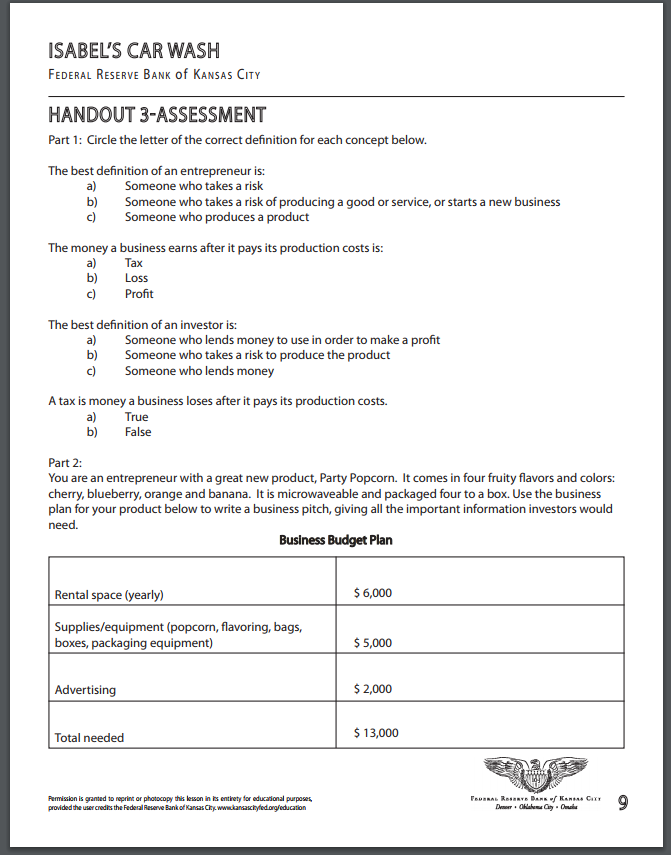 ISABEL'S CAR WASH
FEDERAL RESERVE BANK of KANSAS CITY
HANDOUT 3-ASSESSMENT
Part 1: Circle the letter of the correct definition for each concept below.
The best definition of an entrepreneur is:
a) Someone who takes a risk
b) Someone who takes a risk of producing a good or service, or starts a new business
c) Someone who produces a product
The money a business earns after it pays its production costs is:
a) Tax
b) Loss
c) Profit
The best definition of an investor is:
a) Someone who lends money to use in order to make a profit
b) Someone who takes a risk to produce the product
c) Someone who lends money
A tax is money a business loses after it pays its production costs.
a) True
b) False
Part 2:
You are an entrepreneur with a great new product, Party Popcorn. It comes in four fruity flavors and colors:
cherry, blueberry, orange and banana. It is microwaveable and packaged four to a box. Use the business
plan for your product below to write a business pitch, giving all the important information investors would
need.
Business Budget Plan
Rental space (yearly) $ 6,000
Supplies/equipment (popcorn, flavoring, bags,
boxes, packaging equipment) $ 5,000
Advertising $ 2,000
Total needed $ 13,000
Permission is granted to reprint or photocopy this lesson in its entirety for educational purposes,
provided the user credits the Federal Reserve Bank of Kansas City. www.kansascityfed.org/education
FEDERAL RESERVE BANK of KANSAS CITY
Denver • Oklahoma City • Omaha
9